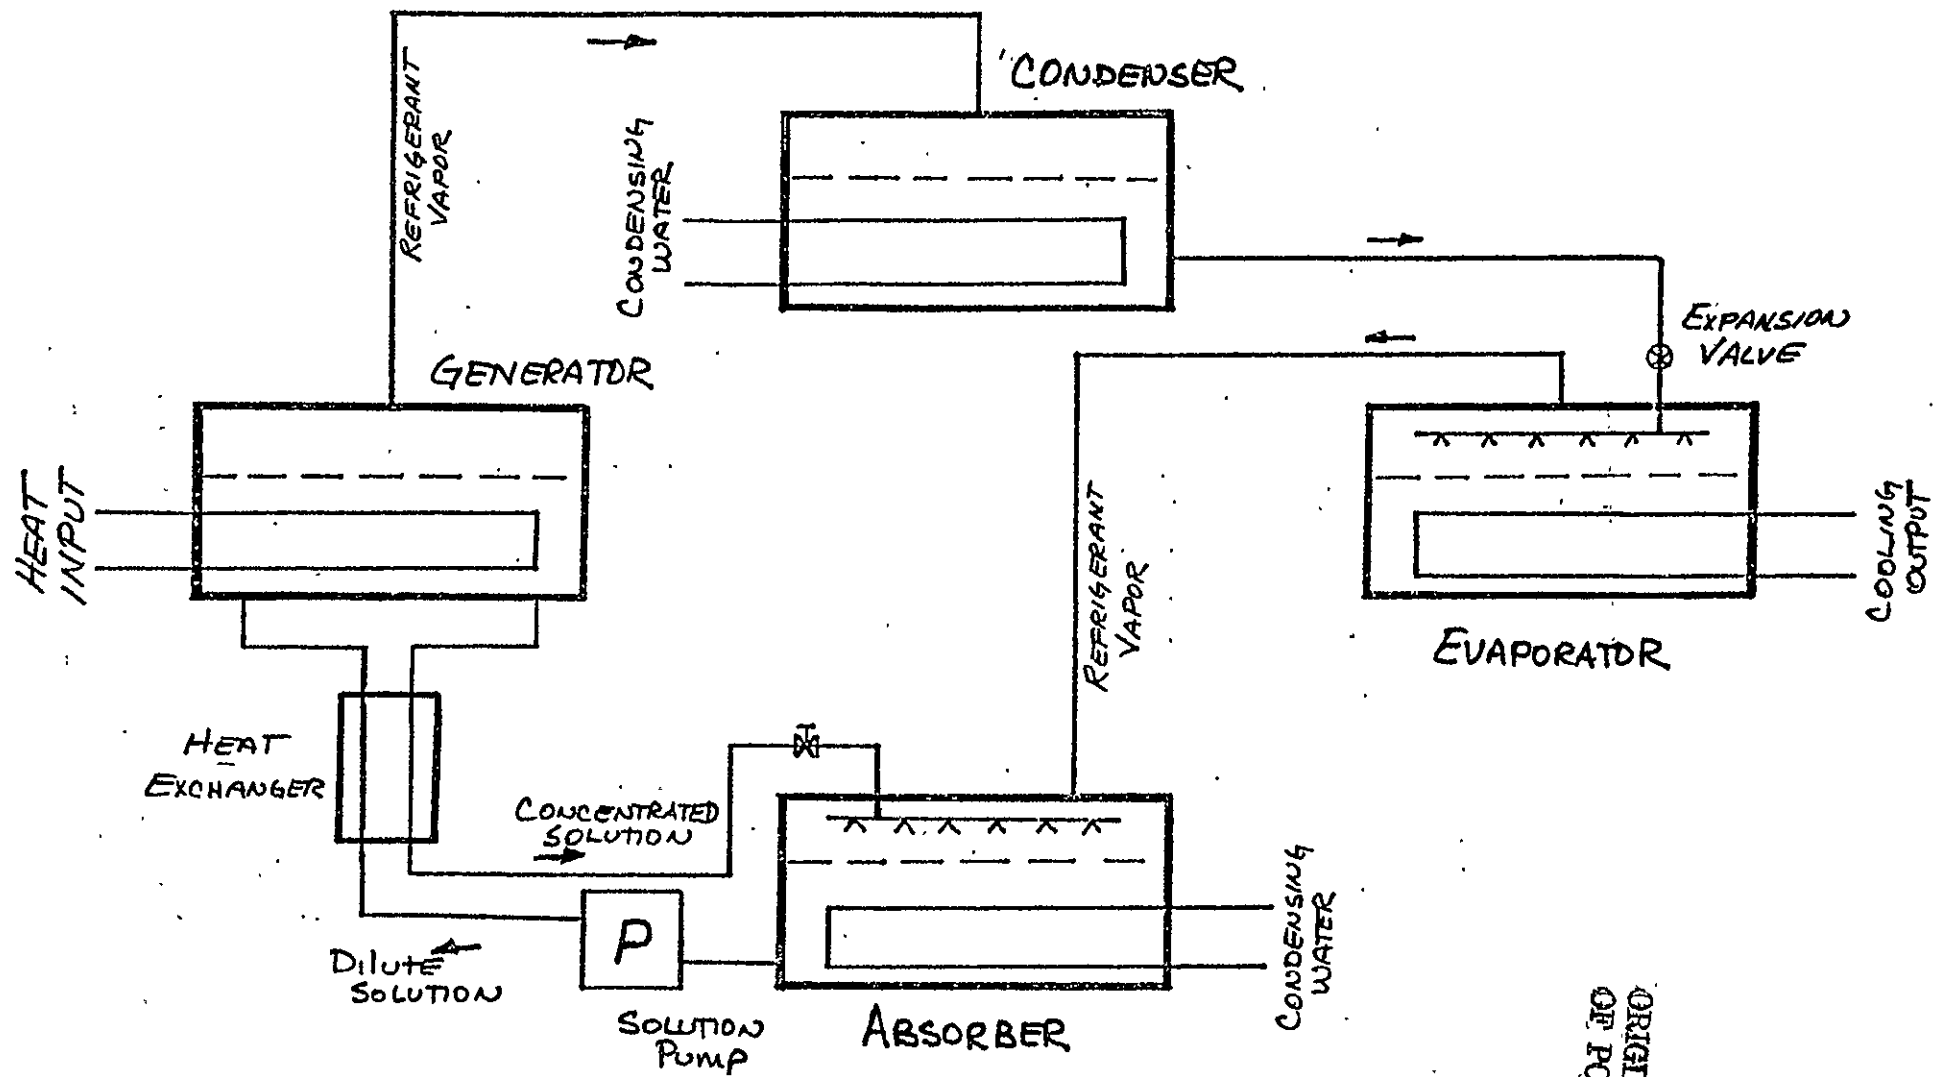 REFRIGERANT
VAPOR
CONDENSER
CONDENSING
WATER
EXPANSION
VALVE
GENERATOR
HEAT
INPUT
COOLING
OUTPUT
REFRIGERANT
VAPOR
EVAPORATOR
HEAT
EXCHANGER
CONCENTRATED
SOLUTION
CONDENSING
WATER
P
DILUTE
SOLUTION
SOLUTION
PUMP
ABSORBER